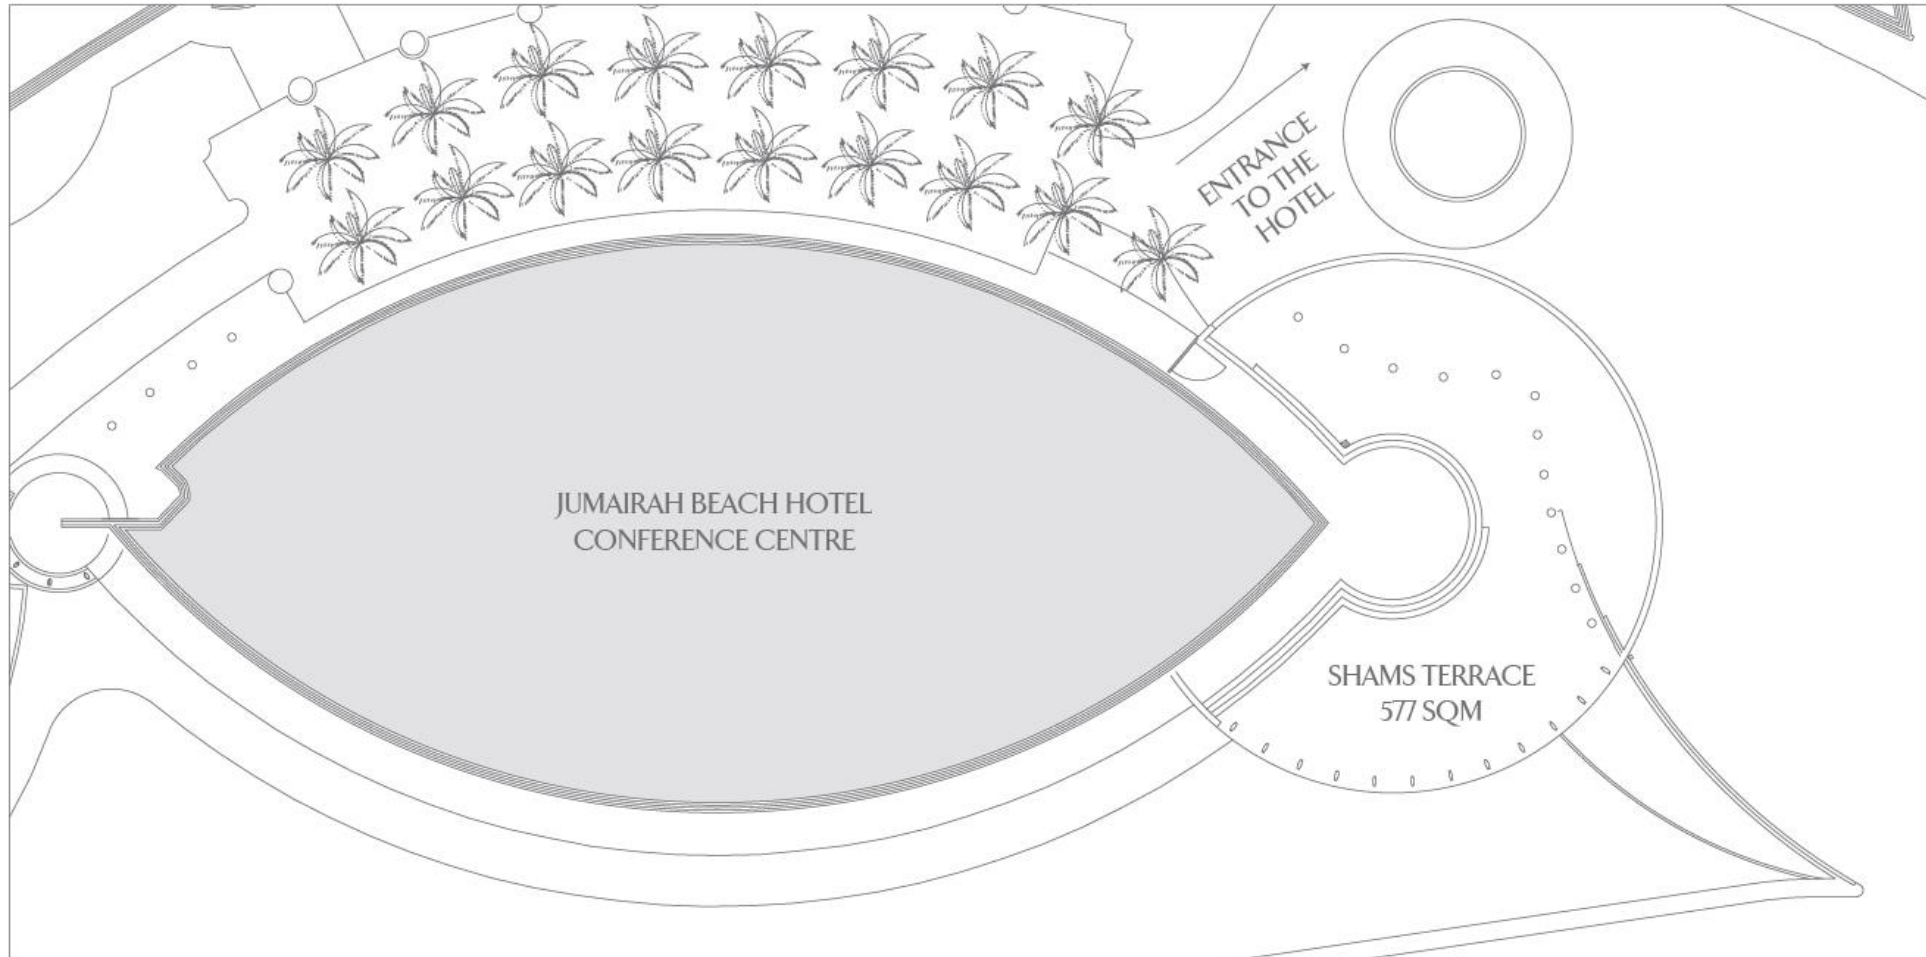 ENTRANCE
TO THE
HOTEL
JUMAIRAH BEACH HOTEL
CONFERENCE CENTRE
SHAMS TERRACE
577 SQM